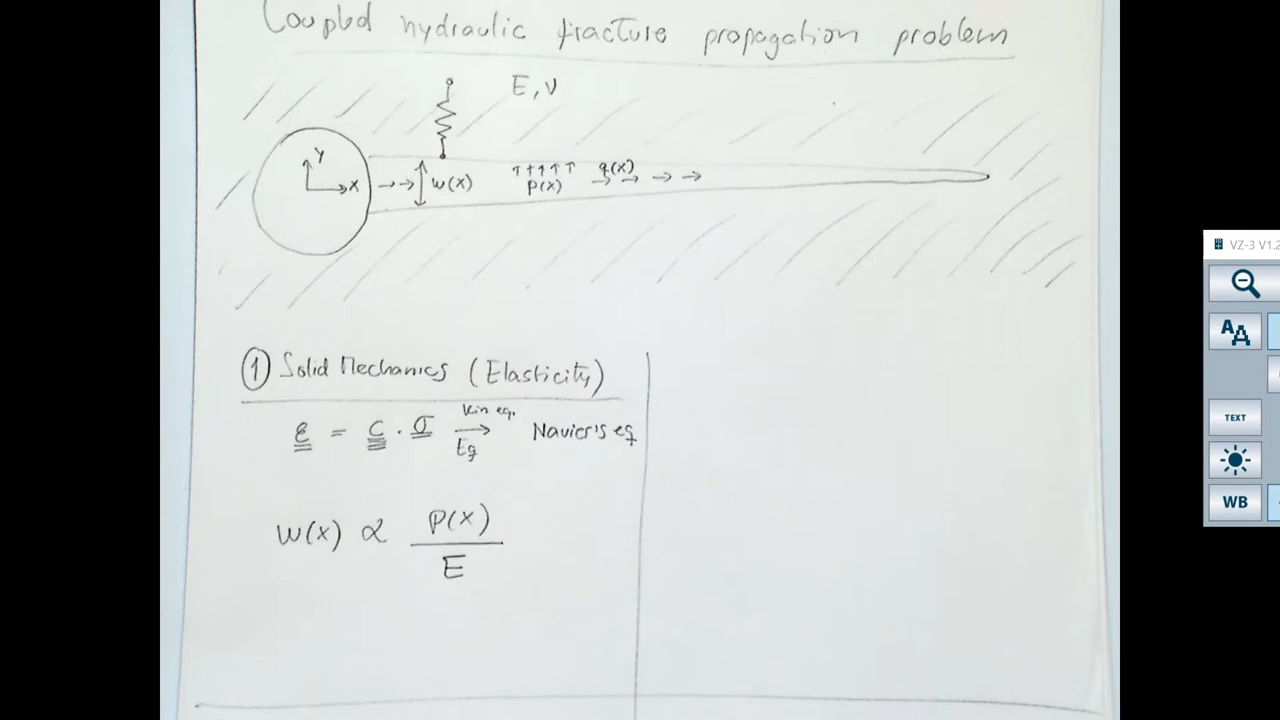 Coupled hydraulic fracture propagation problem
E, ν
Y
X
w(x)
p(x)
q(x)
① Solid Mechanics (Elasticity)
ε = C · σ → Navier's eq
Kin eq.
Eq
w(x) ∝ p(x) / E
VZ-3 V1.2
AA
TEXT
WB